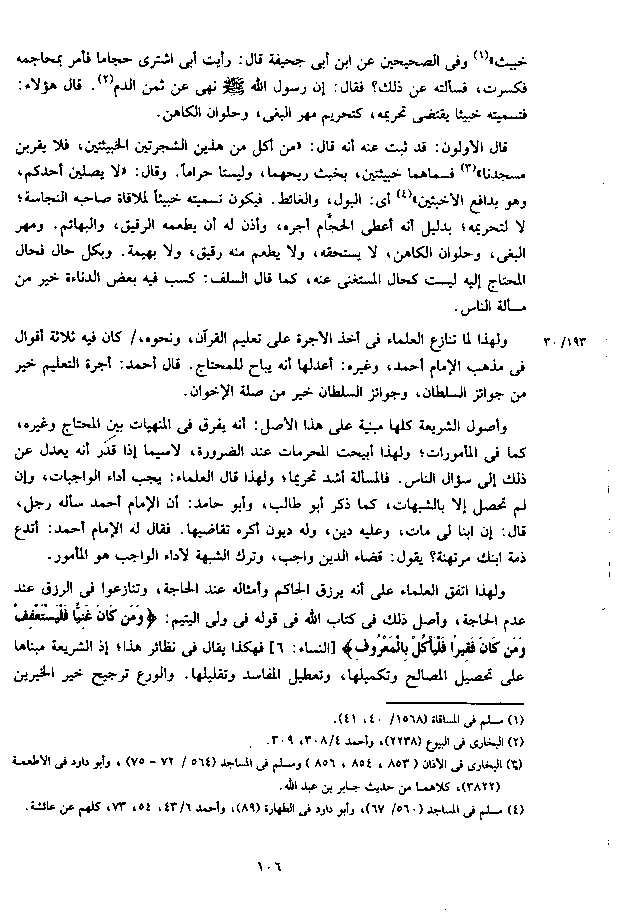 خبيث»(١) وفى الصحيحين عن ابن أبى جحيفة قال: رأيت أبى اشترى حجاما فأمر بمحاجمه
فكسرت، فسألته عن ذلك؟ فقال: إن رسول الله ﷺ نهى عن ثمن الدم(٢). قال هؤلاء:
فتسميته خبيثا يقتضى تحريمه، كتحريم مهر البغى، وحلوان الكاهن.
قال الأولون: قد ثبت عنه أنه قال: «من أكل من هذين الشجرتين الخبيثتين، فلا يقربن
مسجدنا»(٣) فسماهما خبيثتين، بخبث ريحهما، وليستا حراماً. وقال: «لا يصلين أحدكم،
وهو يدافع الأخبثين»(٤) أى: البول، والغائط. فيكون تسميته خبيثاً لملاقاة صاحبه النجاسة؛
لا لتحريمه؛ بدليل أنه أعطى الحجَّام أجره، وأذن له أن يطعمه الرقيق، والبهائم. ومهر
البغى، وحلوان الكاهن، لا يستحقه، ولا يطعم منه رقيق، ولا بهيمة. وبكل حال فحال
المحتاج إليه ليست كحال المستغنى عنه، كما قال السلف: كسب فيه بعض الدناءة خير من
مسألة الناس.
٣٠/١٩٣ ولهذا لما تنازع العلماء فى أخذ الأجرة على تعليم القرآن، ونحوه،/ كان فيه ثلاثة أقوال
فى مذهب الإمام أحمد، وغيره: أعدلها أنه يباح للمحتاج. قال أحمد: أجرة التعليم خير
من جوائز السلطان، وجوائز السلطان خير من صلة الإخوان.
وأصول الشريعة كلها مبنية على هذا الأصل: أنه يفرق فى المنهيات بين المحتاج وغيره،
كما فى المأمورات؛ ولهذا أبيحت المحرمات عند الضرورة، لاسيما إذا قدر أنه يعدل عن
ذلك إلى سؤال الناس. فالمسألة أشد تحريما؛ ولهذا قال العلماء: يجب أداء الواجبات، وإن
لم تحصل إلا بالشبهات، كما ذكر أبو طالب، وأبو حامد: أن الإمام أحمد سأله رجل،
قال: إن ابنا لى مات، وعليه دين، وله ديون أكره تقاضيها. فقال له الإمام أحمد: أتدع
ذمة ابنك مرتهنة؟ يقول: قضاء الدين واجب، وترك الشبهة لأداء الواجب هو المأمور.
ولهذا اتفق العلماء على أنه يرزق الحاكم وأمثاله عند الحاجة، وتنازعوا فى الرزق عند
عدم الحاجة، وأصل ذلك فى كتاب الله فى قوله فى ولى اليتيم: ﴿وَمَن كَانَ غَنِيًّا فَلْيَسْتَعْفِفْ
وَمَن كَانَ فَقِيرًا فَلْيَأْكُلْ بِالْمَعْرُوفِ﴾ [النساء: ٦] فهكذا يقال فى نظائر هذا؛ إذ الشريعة مبناها
على تحصيل المصالح وتكميلها، وتعطيل المفاسد وتقليلها. والورع ترجيح خير الخيرين
(١) مسلم فى المساقاة (١٥٦٨/ ٤٠، ٤١).
(٢) البخارى فى البيوع (٢٢٣٨)، وأحمد ٣٠٨/٤، ٣٠٩.
(٣) البخارى فى الأذان ( ٨٥٣ ، ٨٥٤ ، ٨٥٦ ) ومسلم فى المساجد (٥٦٤/ ٧٢ - ٧٥) ، وأبو داود فى الأطعمة
(٣٨٢٢)، كلاهما من حديث جابر بن عبد الله.
(٤) مسلم فى المساجد (٥٦٠/ ٦٧)، وأبو داود فى الطهارة (٨٩)، وأحمد ٤٣/٦، ٥٤، ٧٣، كلهم عن عائشة.
١٠٦